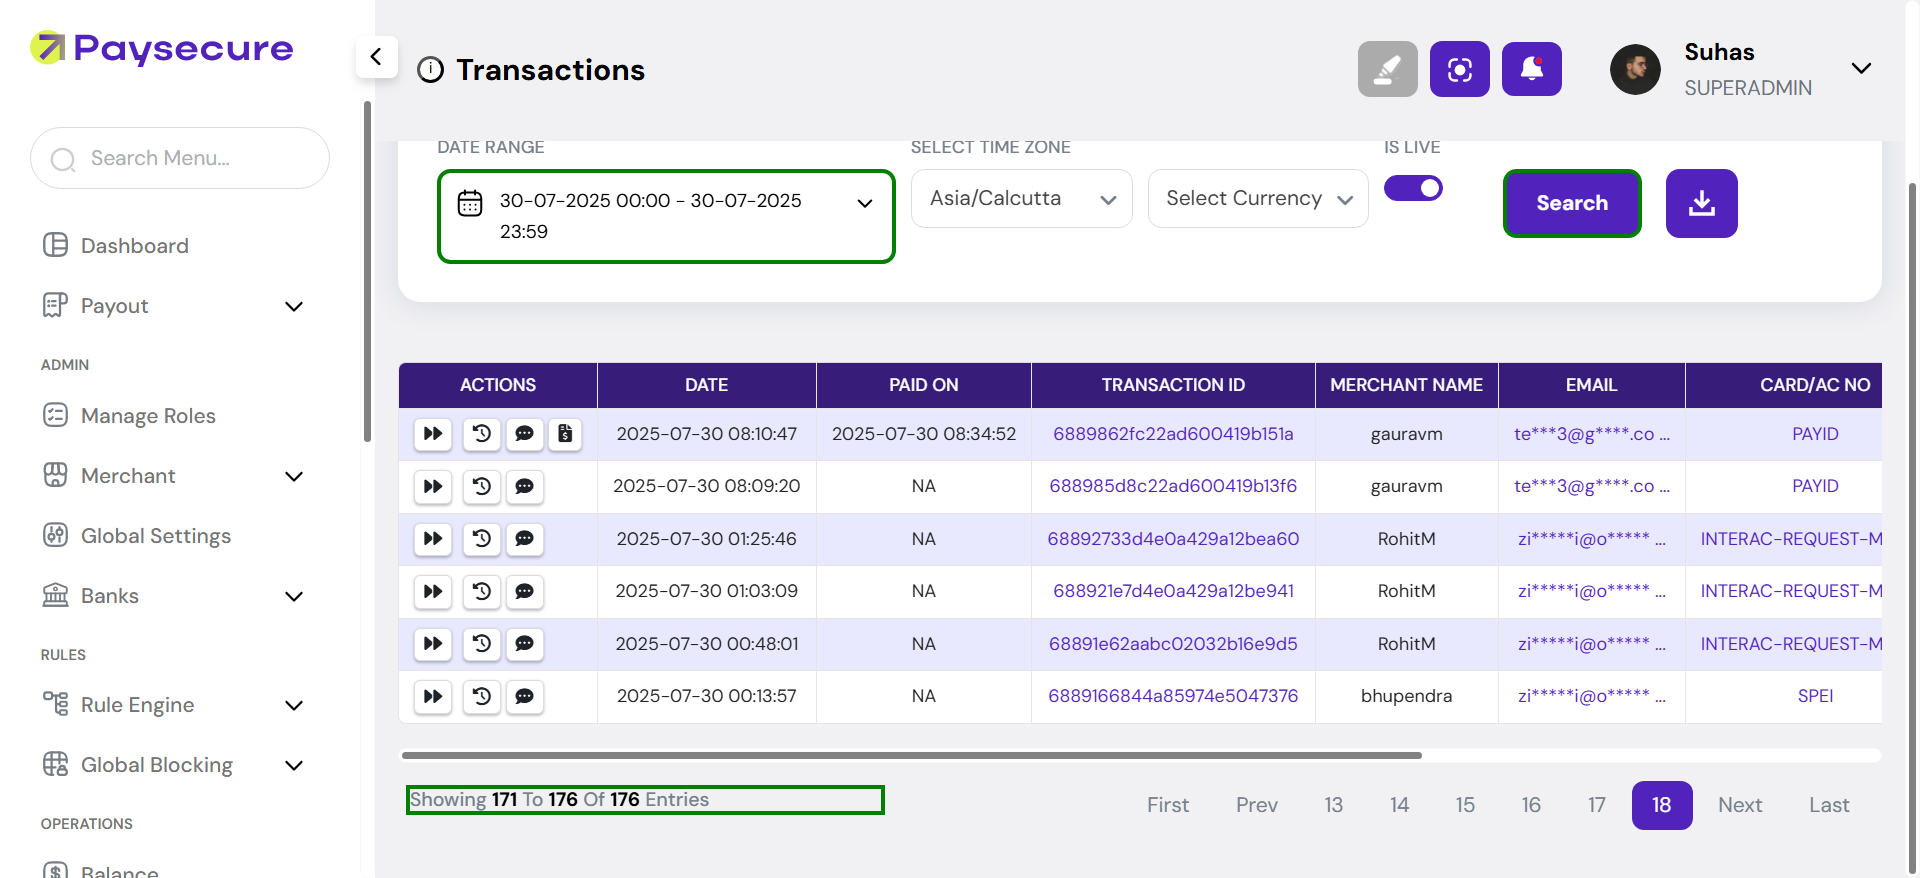 Paysecure
Search Menu...
Dashboard
Payout
ADMIN
Manage Roles
Merchant
Global Settings
Banks
RULES
Rule Engine
Global Blocking
OPERATIONS
Balance
Transactions
Suhas
SUPERADMIN
DATE RANGE
SELECT TIME ZONE
IS LIVE
30-07-2025 00:00 - 30-07-2025
23:59
Asia/Calcutta
Select Currency
Search
ACTIONS DATE PAID ON TRANSACTION ID MERCHANT NAME EMAIL CARD/AC NO
2025-07-30 08:10:47 2025-07-30 08:34:52 6889862fc22ad600419b151a gauravm te***3@g****.co ... PAYID
2025-07-30 08:09:20 NA 688985d8c22ad600419b13f6 gauravm te***3@g****.co ... PAYID
2025-07-30 01:25:46 NA 68892733d4e0a429a12bea60 RohitM zi*****i@o***** ... INTERAC-REQUEST-M
2025-07-30 01:03:09 NA 688921e7d4e0a429a12be941 RohitM zi*****i@o***** ... INTERAC-REQUEST-M
2025-07-30 00:48:01 NA 68891e62aabc02032b16e9d5 RohitM zi*****i@o***** ... INTERAC-REQUEST-M
2025-07-30 00:13:57 NA 6889166844a85974e5047376 bhupendra zi*****i@o***** ... SPEI
Showing 171 To 176 Of 176 Entries
First Prev 13 14 15 16 17 18 Next Last